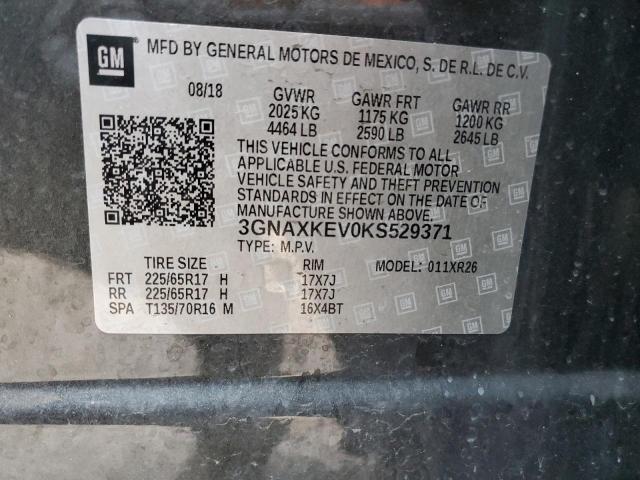 GM
MFD BY GENERAL MOTORS DE MEXICO, S. DE R.L. DE C.V.
08/18 GVWR GAWR FRT GAWR RR
2025 KG 1175 KG 1200 KG
4464 LB 2590 LB 2645 LB
THIS VEHICLE CONFORMS TO ALL
APPLICABLE U.S. FEDERAL MOTOR
VEHICLE SAFETY AND THEFT PREVENTION
STANDARDS IN EFFECT ON THE DATE OF
MANUFACTURE SHOWN ABOVE.
3GNAXKEV0KS529371
TYPE: M.P.V.
TIRE SIZE RIM MODEL: 011XR26
FRT 225/65R17 H 17X7J
RR 225/65R17 H 17X7J
SPA T135/70R16 M 16X4BT